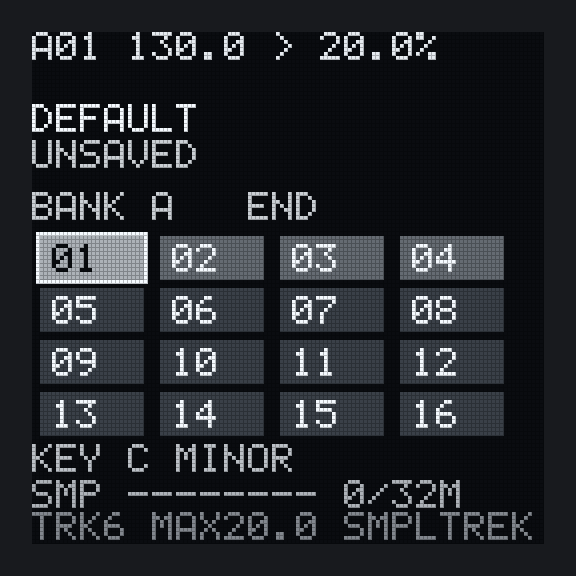 A01 130.0 > 20.0%
DEFAULT
UNSAVED
BANK A END
01 02 03 04
05 06 07 08
09 10 11 12
13 14 15 16
KEY C MINOR
SMP -------- 0/32M
TRK6 MAX20.0 SMPLTREK